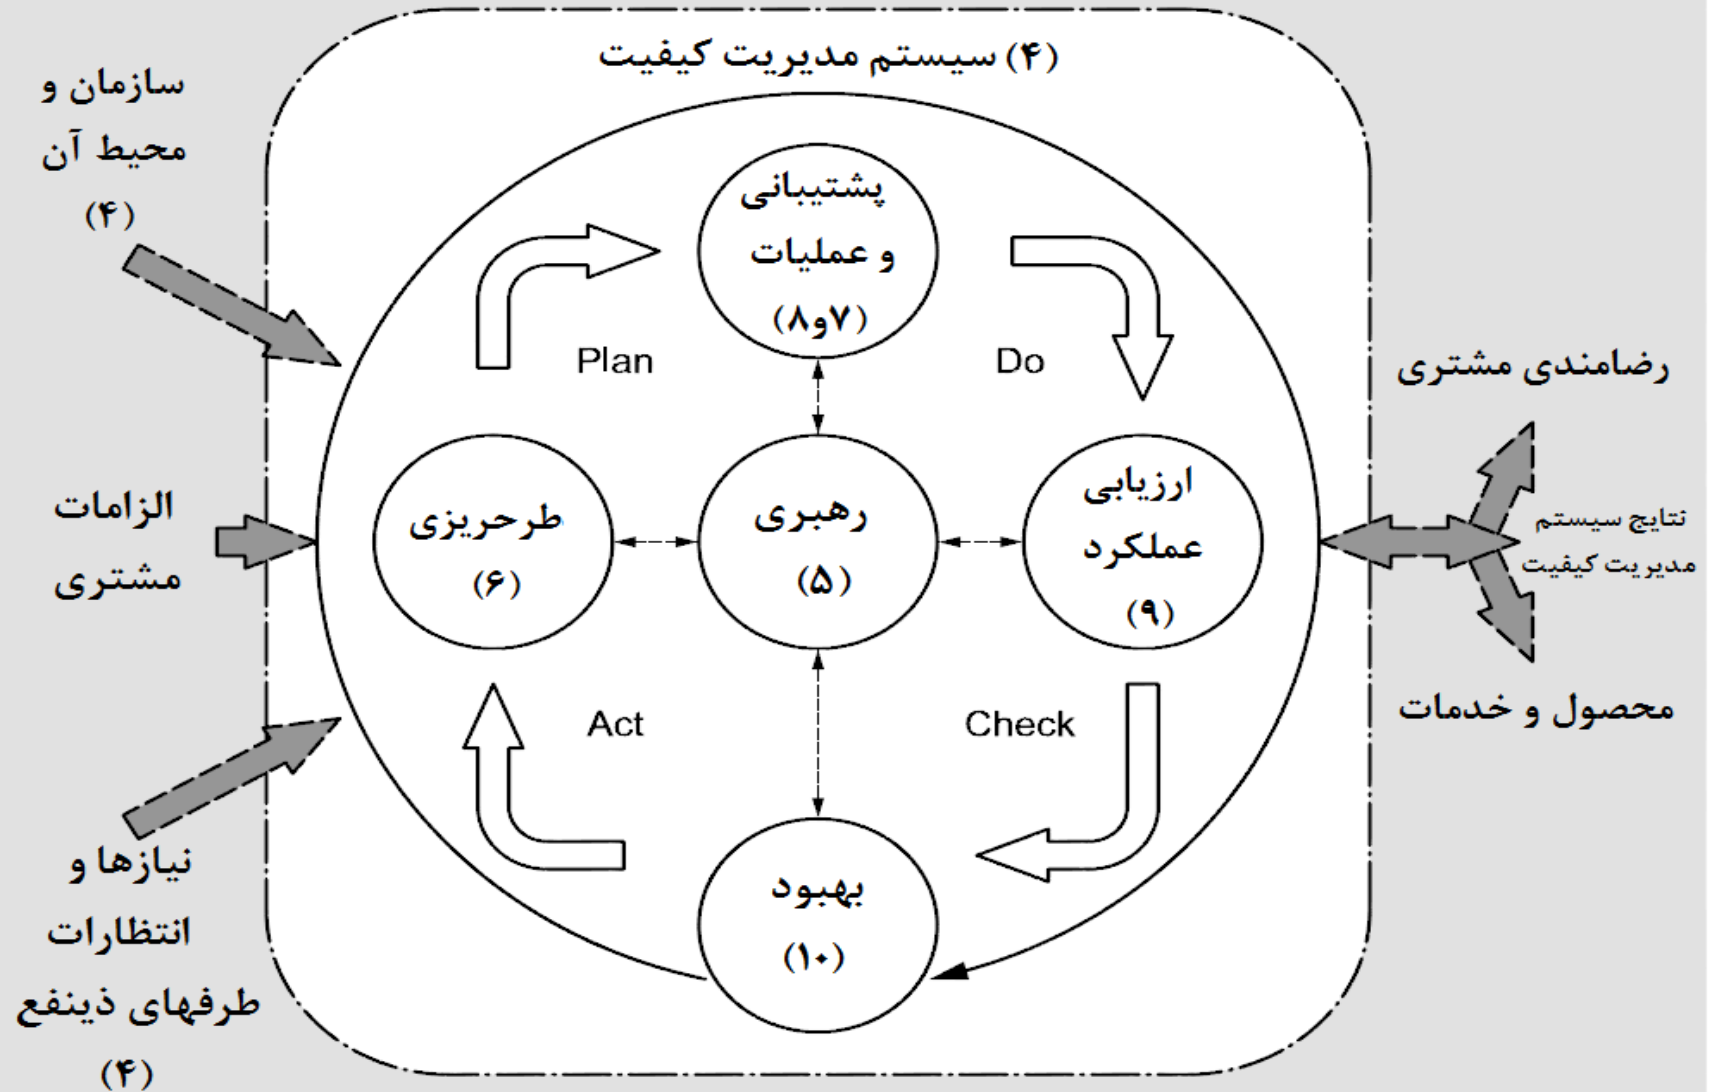 سیستم مدیریت کیفیت (۴)
سازمان و
محیط آن
(۴)
پشتیبانی
و عملیات
(۷و۸)
Plan
Do
رضامندی مشتری
الزامات
مشتری
طرحریزی
(۶)
رهبری
(۵)
ارزیابی
عملکرد
(۹)
نتایج سیستم
مدیریت کیفیت
Act
Check
محصول و خدمات
نیازها و
انتظارات
طرفهای ذینفع
(۴)
بهبود
(۱۰)